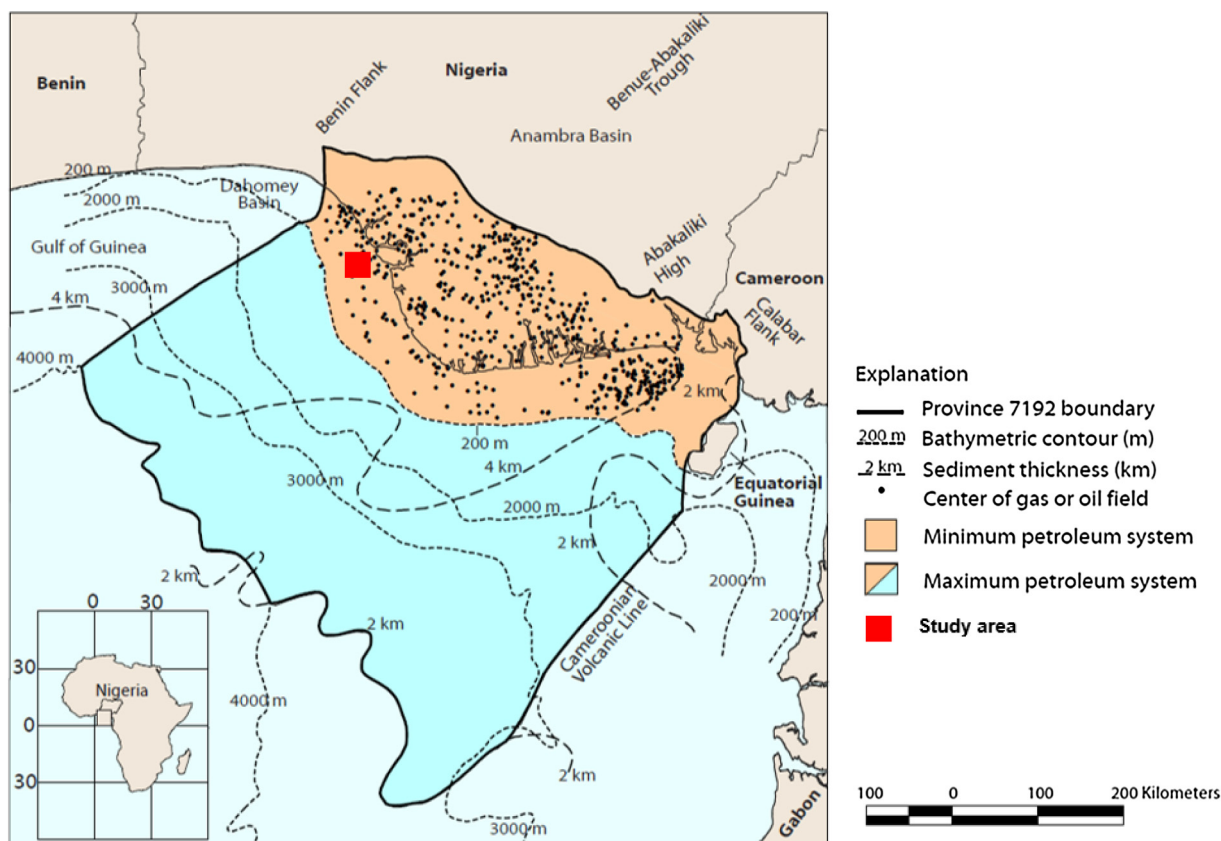 Benin
Nigeria
Benin Flank
Benue-Abakaliki
Trough
Anambra Basin
200 m
2000 m
Dahomey
Basin
Gulf of Guinea
3000 m
4 km
4000 m
Abakaliki
High
Cameroon
Calabar
Flank
2 km
200 m
4 km
3000 m
2000 m
Equatorial
Guinea
2 km
2 km
2000 m
200 m
2 km
Cameroonian
Volcanic Line
4000 m
2 km
3000 m
Gabon
0 30
30
Nigeria
0
30
Explanation
Province 7192 boundary
200 m Bathymetric contour (m)
2 km Sediment thickness (km)
Center of gas or oil field
Minimum petroleum system
Maximum petroleum system
Study area
100 0 100 200 Kilometers